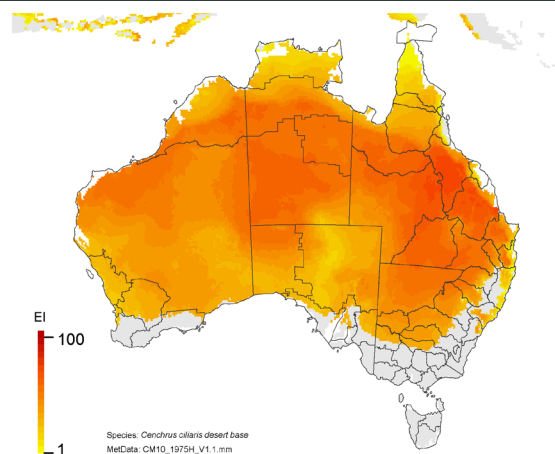 EI
100
1
Species: Cenchrus ciliaris desert base
MetData: CM10_1975H_V1.1.mm